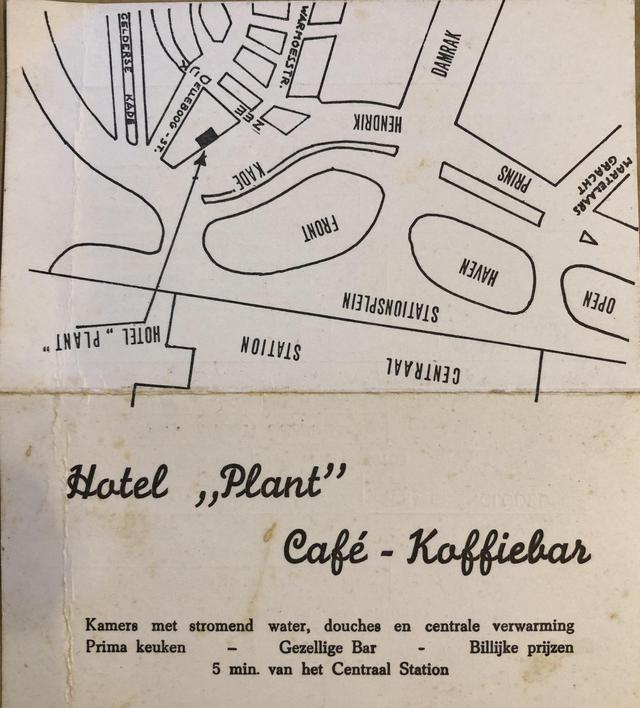 GELDERSE KADE
WARMOESSTR.
DAMRAK
OELLEBOOG-ST.
PRINS HENDRIK KADE
MARTELAARS
GRACHT
OPEN HAVEN FRONT
STATIONSPLEIN
CENTRAAL STATION
HOTEL „PLANT"
Hotel „Plant”
Café - Koffiebar
Kamers met stromend water, douches en centrale verwarming
Prima keuken – Gezellige Bar - Billijke prijzen
5 min. van het Centraal Station